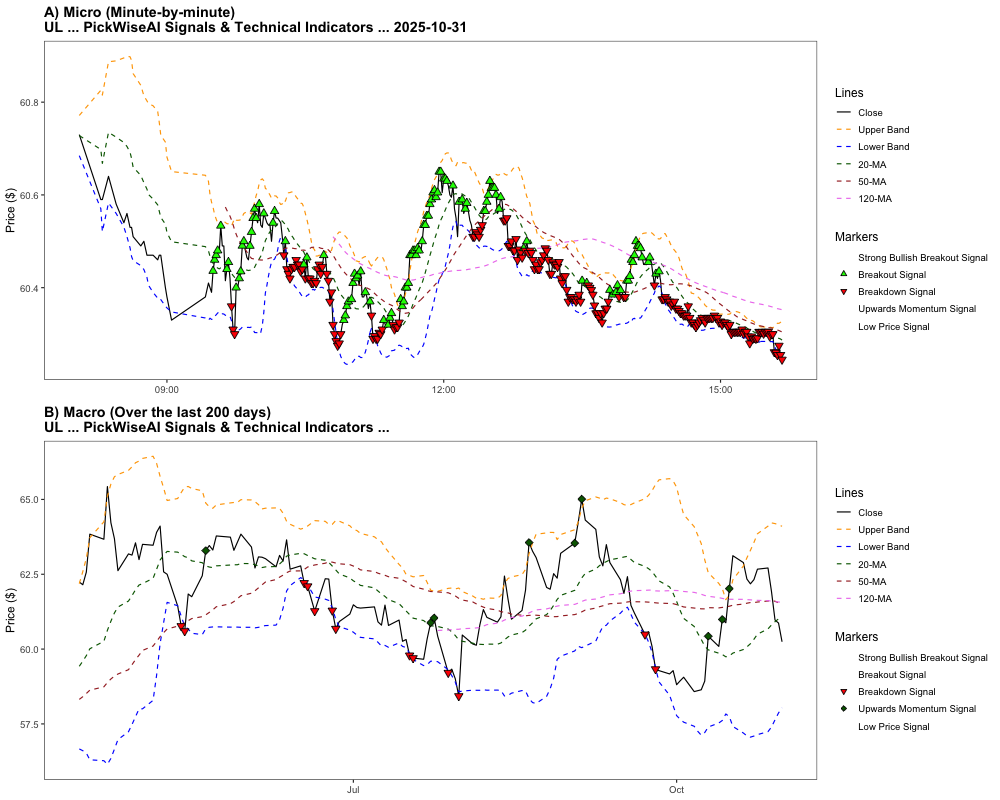 A) Micro (Minute-by-minute)
UL ... PickWiseAI Signals & Technical Indicators ... 2025-10-31
Price ($)
60.8
60.6
60.4
09:00
12:00
15:00
Lines
Close
Upper Band
Lower Band
20-MA
50-MA
120-MA
Markers
Strong Bullish Breakout Signal
Breakout Signal
Breakdown Signal
Upwards Momentum Signal
Low Price Signal
B) Macro (Over the last 200 days)
UL ... PickWiseAI Signals & Technical Indicators ...
Price ($)
65.0
62.5
60.0
57.5
Jul
Oct
Lines
Close
Upper Band
Lower Band
20-MA
50-MA
120-MA
Markers
Strong Bullish Breakout Signal
Breakout Signal
Breakdown Signal
Upwards Momentum Signal
Low Price Signal